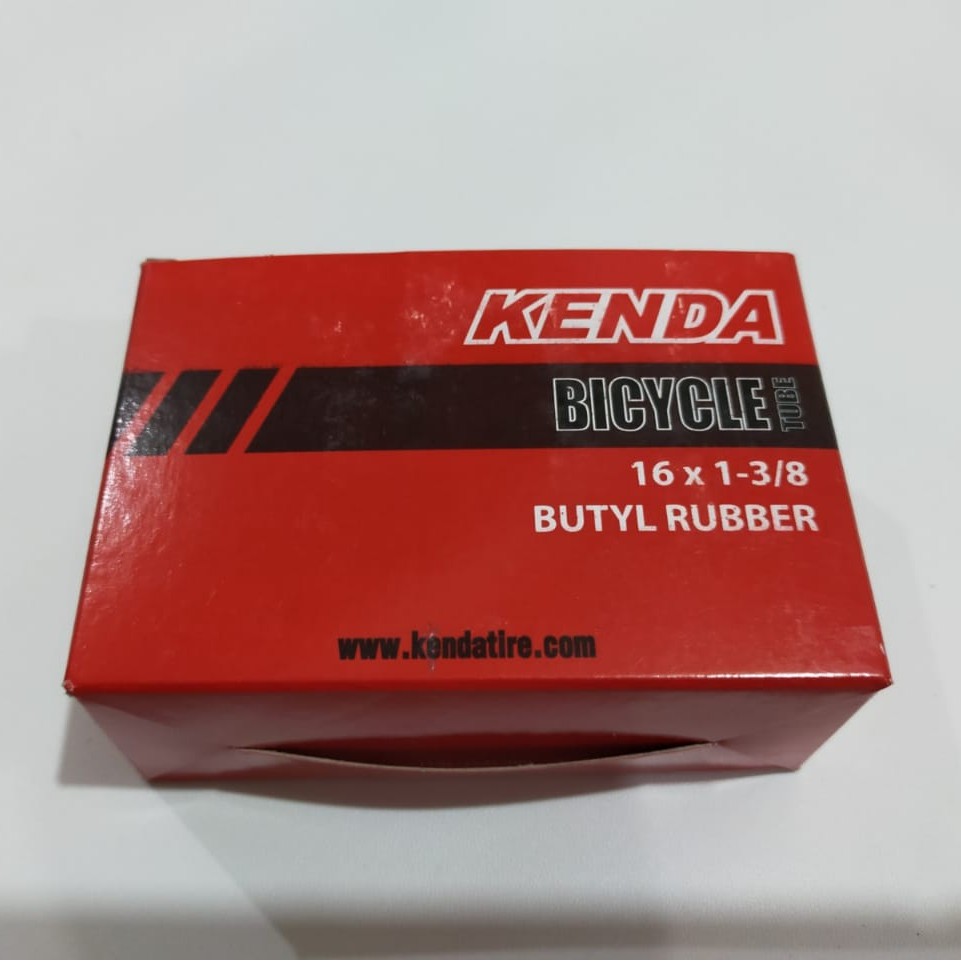 KENDA
BICYCLE TUBE
16 x 1-3/8
BUTYL RUBBER
www.kendatire.com